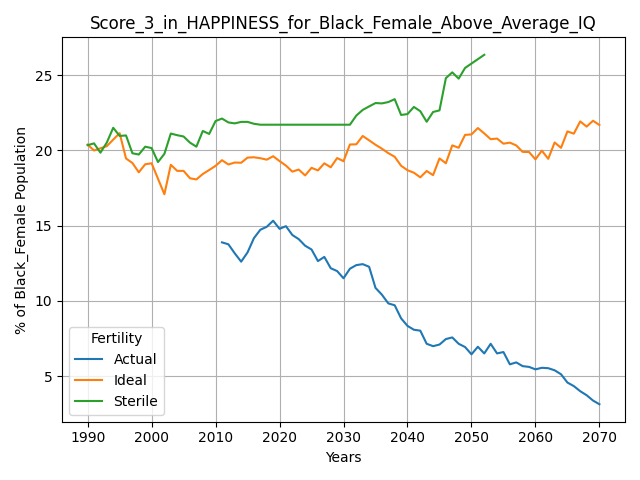 Score_3_in_HAPPINESS_for_Black_Female_Above_Average_IQ
% of Black_Female Population
25
20
15
10
5
Fertility
Actual
Ideal
Sterile
1990 2000 2010 2020 2030 2040 2050 2060 2070
Years